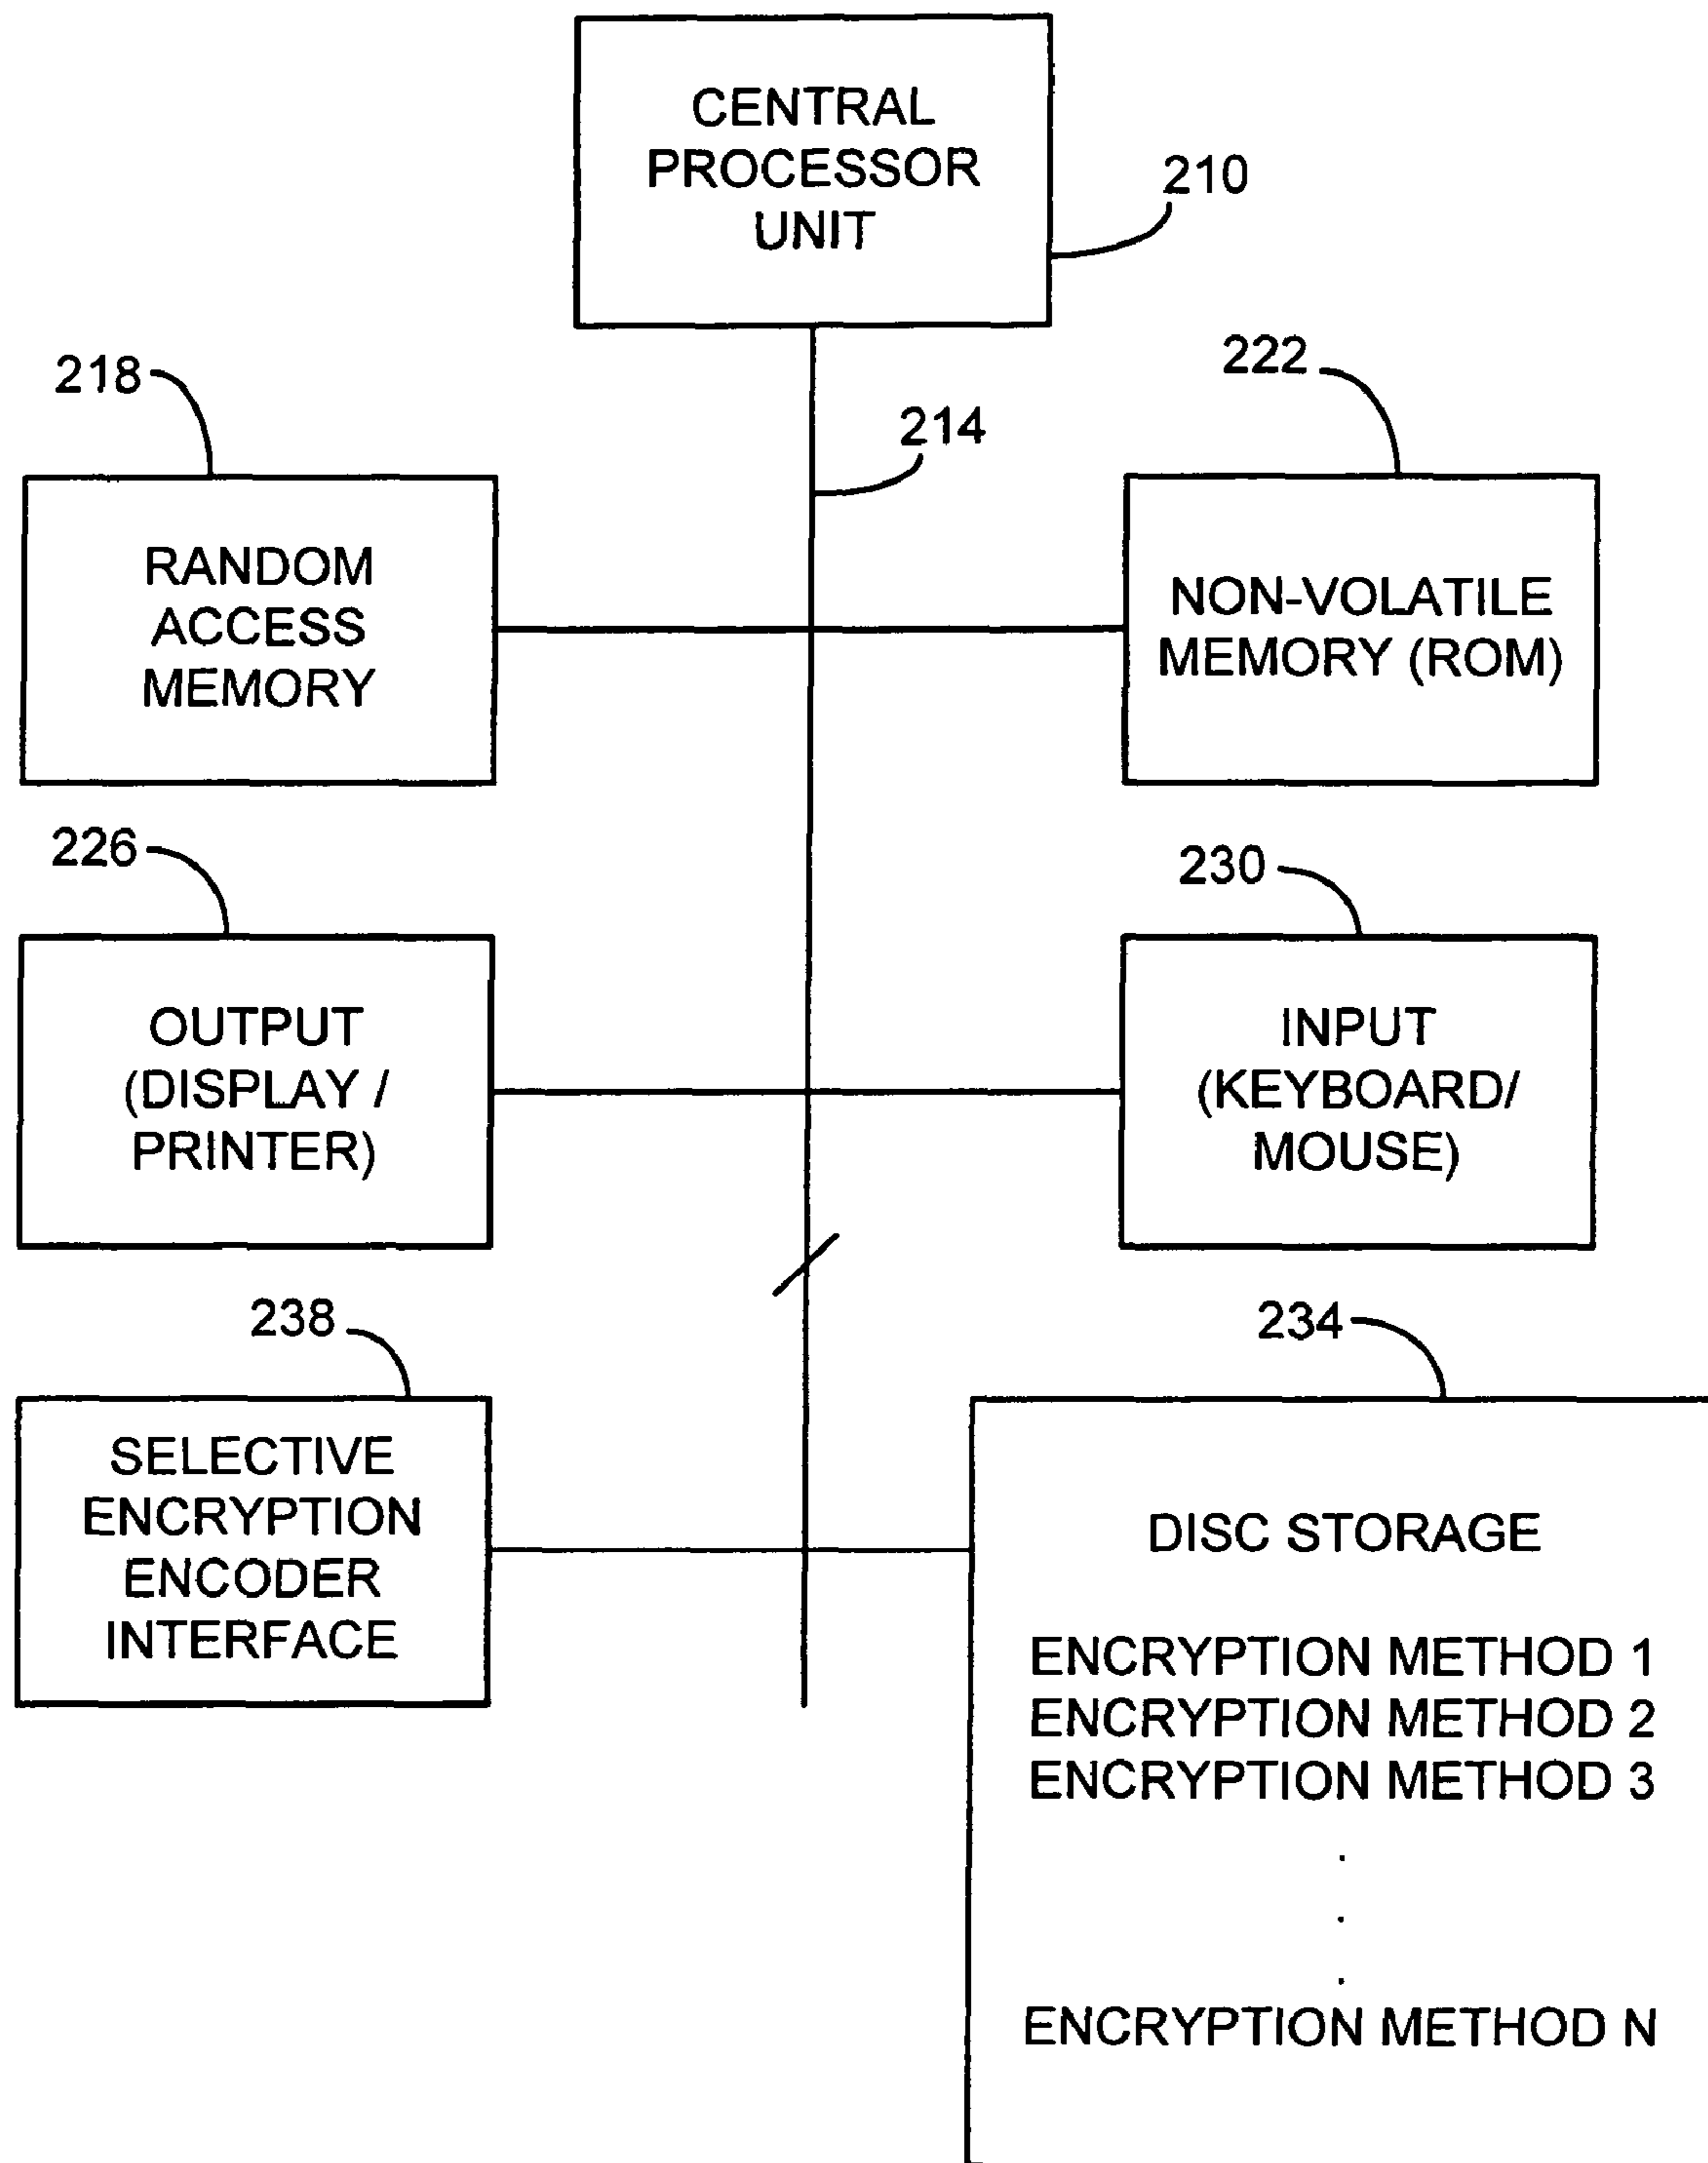 CENTRAL
PROCESSOR
UNIT
210
218
214
222
RANDOM
ACCESS
MEMORY
NON-VOLATILE
MEMORY (ROM)
226
230
OUTPUT
(DISPLAY /
PRINTER)
INPUT
(KEYBOARD/
MOUSE)
238
234
SELECTIVE
ENCRYPTION
ENCODER
INTERFACE
DISC STORAGE
ENCRYPTION METHOD 1
ENCRYPTION METHOD 2
ENCRYPTION METHOD 3
.
.
.
ENCRYPTION METHOD N